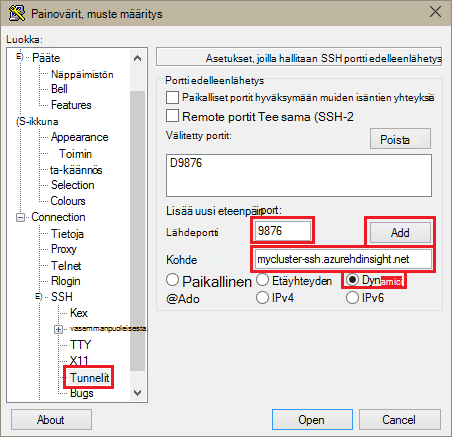 Painovärit, muste määritys
Luokka:
Pääte
Näppäimistön
Bell
Features
(S-ikkuna
Appearance
Toimin
ta-käännös
Selection
Colours
Connection
Tietoja
Proxy
Telnet
Rlogin
SSH
Kex
vasemmanpuoleisesta.
TTY
X11
Tunnelit
Bugs
Asetukset, joilla hallitaan SSH portti edelleenlähetys
Portti edelleenlähetys
Paikalliset portit hyväksymään muiden isäntien yhteyksiä
Remote portit Tee sama (SSH-2
Välitetty portit:
Poista
D9876
Lisää uusi eteenpäin port:
Lähdeportti
9876
Add
Kohde
mycluster-ssh.azurehdinsight.net
Paikallinen
Etäyhteyden
Dynamic
@Ado
IPv4
IPv6
About
Open
Cancel